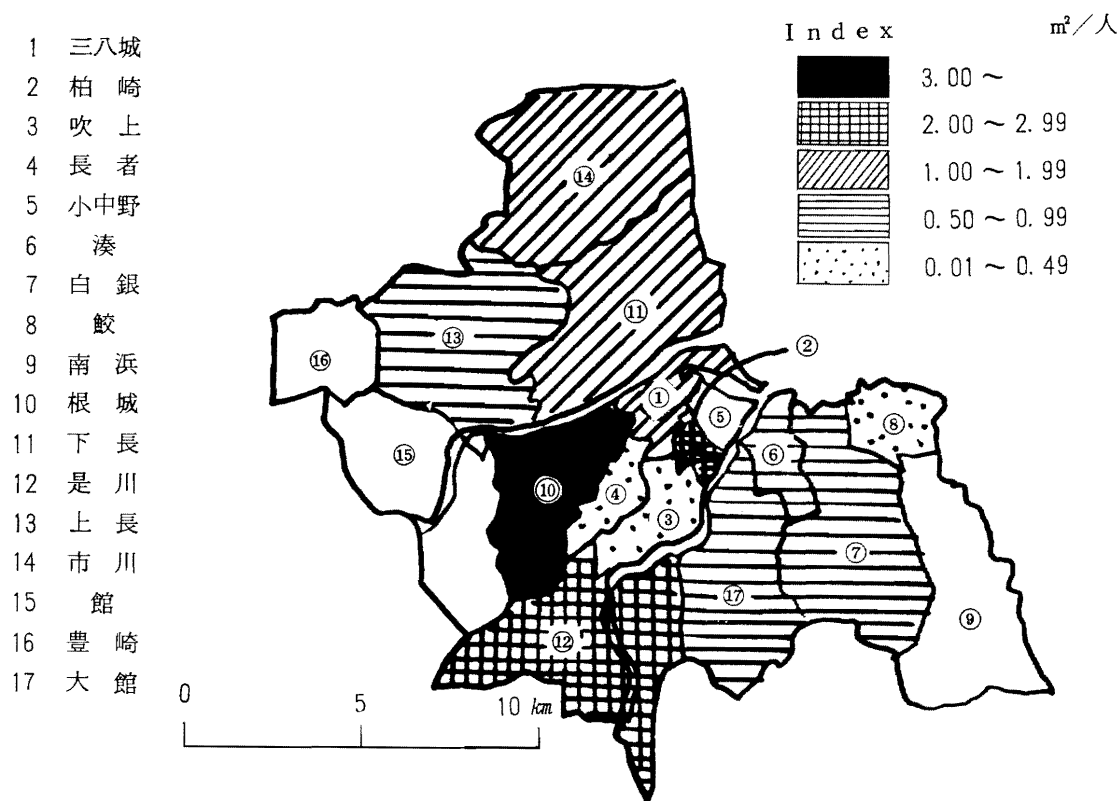 1 三八城
2 柏崎
3 吹上
4 長者
5 小中野
6 湊
7 白銀
8 鮫
9 南浜
10 根城
11 下長
12 是川
13 上長
14 市川
15 館
16 豊崎
17 大館
Index m²/人
3.00～
2.00～2.99
1.00～1.99
0.50～0.99
0.01～0.49
⑭
⑪
⑬
⑯
②
①
⑤
⑧
⑮
⑥
⑩
④
③
⑦
⑰
⑨
⑫
0 5 10 km